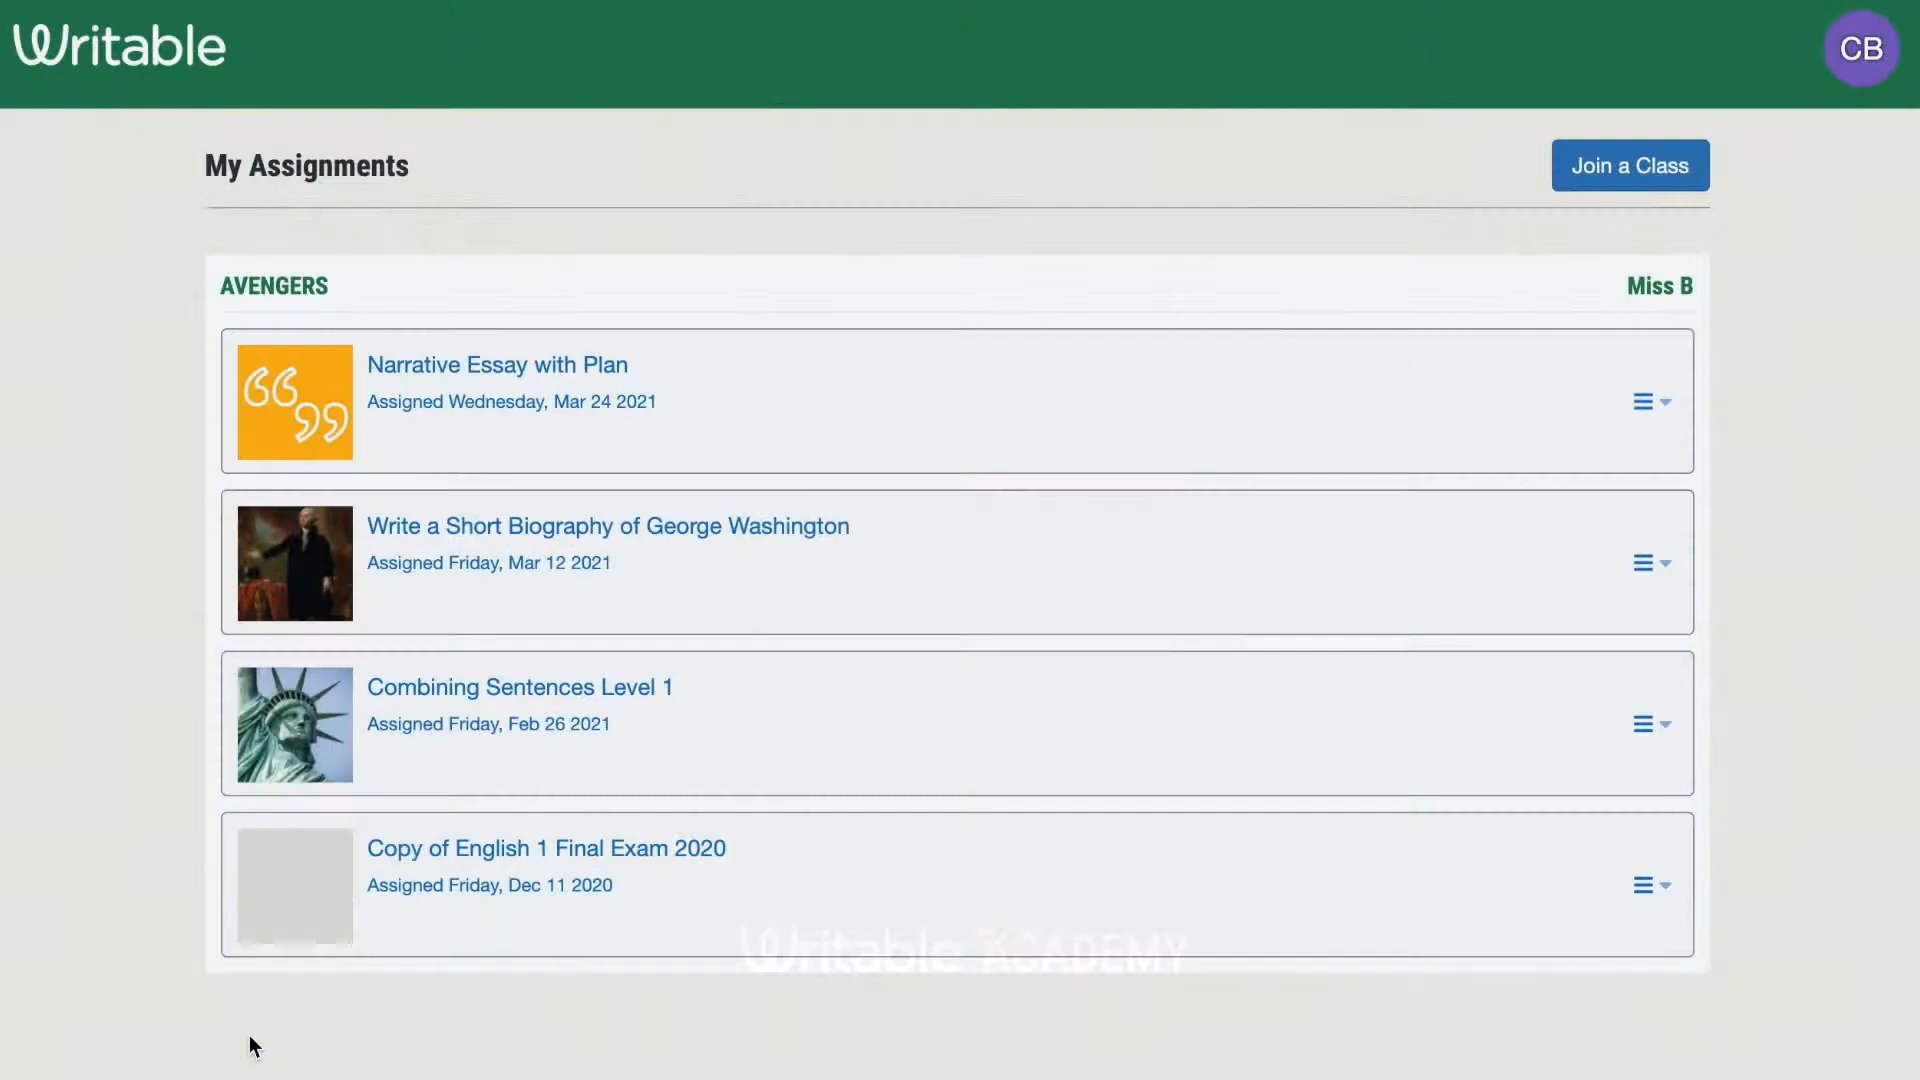 Writable
CB
My Assignments
Join a Class
AVENGERS
Miss B
Narrative Essay with Plan
Assigned Wednesday, Mar 24 2021
Write a Short Biography of George Washington
Assigned Friday, Mar 12 2021
Combining Sentences Level 1
Assigned Friday, Feb 26 2021
Copy of English 1 Final Exam 2020
Assigned Friday, Dec 11 2020
Writable ACADEMY